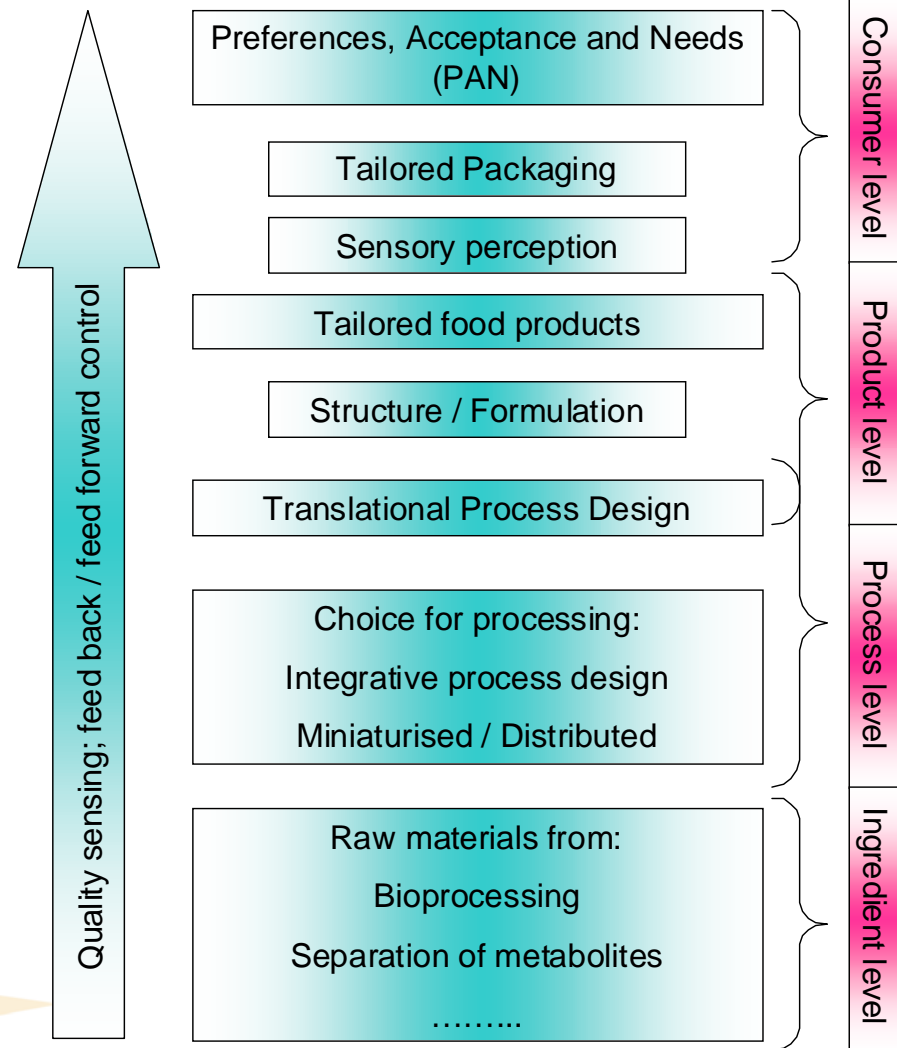 Preferences, Acceptance and Needs
(PAN)
Tailored Packaging
Sensory perception
Tailored food products
Structure / Formulation
Translational Process Design
Choice for processing:
Integrative process design
Miniaturised / Distributed
Raw materials from:
Bioprocessing
Separation of metabolites
……...
Quality sensing; feed back / feed forward control
Consumer level
Product level
Process level
Ingredient level